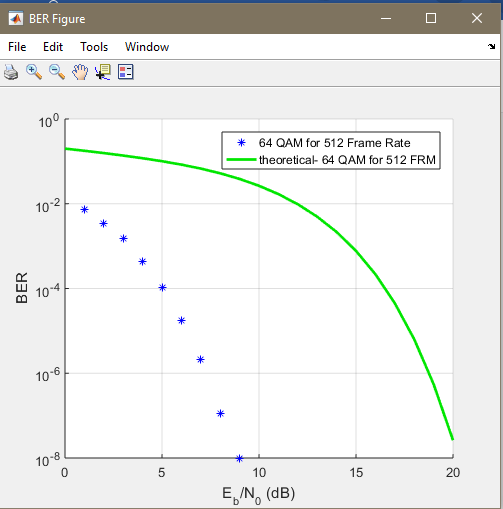 BER Figure
File Edit Tools Window
64 QAM for 512 Frame Rate
theoretical- 64 QAM for 512 FRM
10^0
10^-2
10^-4
10^-6
10^-8
BER
0 5 10 15 20
E_b/N_0 (dB)